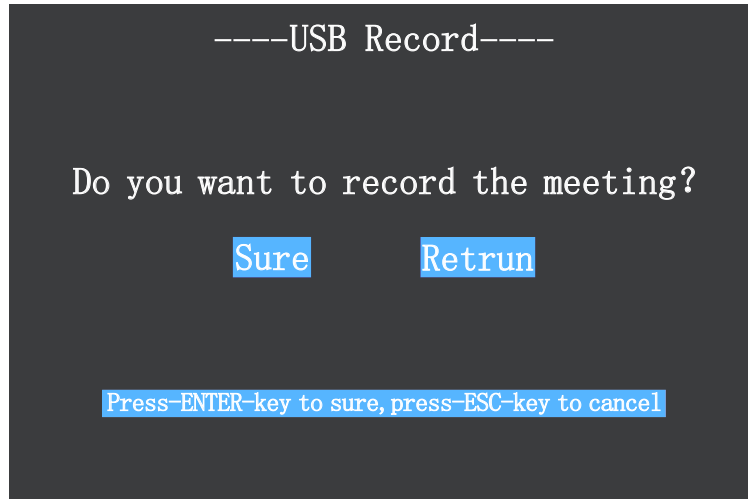 ----USB Record----
Do you want to record the meeting?
Sure Retrun
Press-ENTER-key to sure,press-ESC-key to cancel